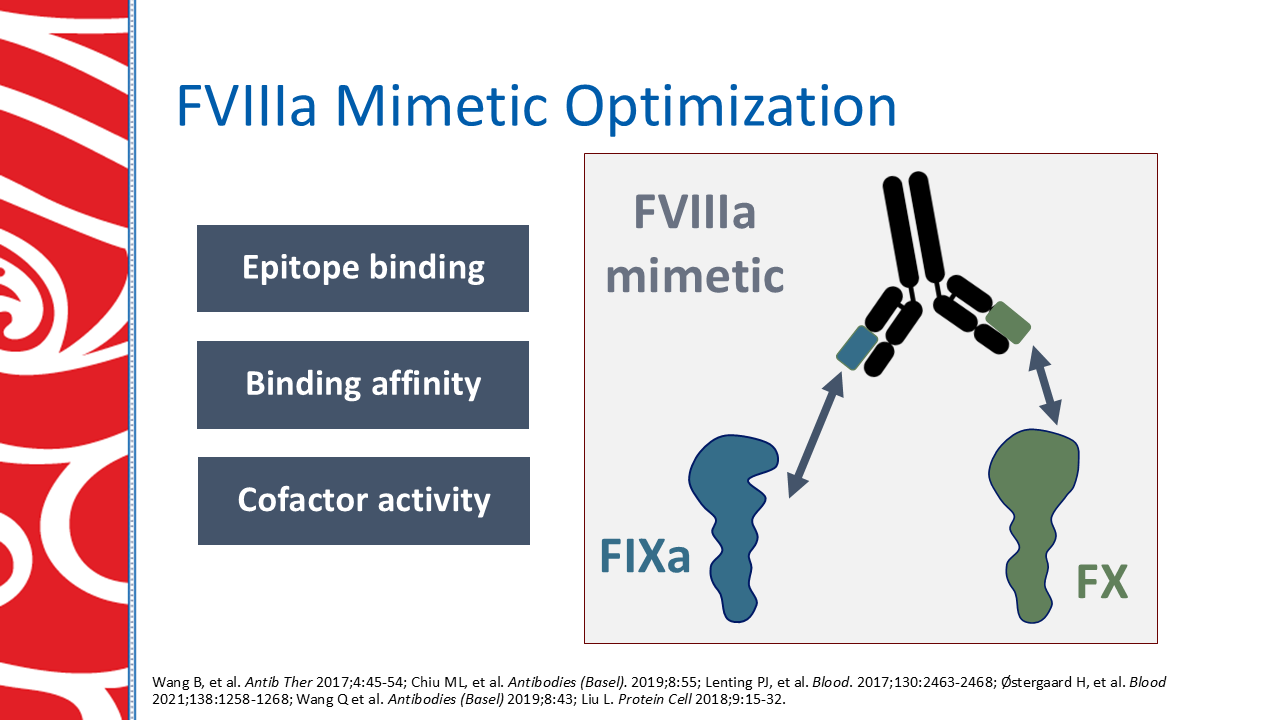 FVIIIa Mimetic Optimization
Epitope binding
Binding affinity
Cofactor activity
FVIIIa
mimetic
FIXa
FX
Wang B, et al. Antib Ther 2017;4:45-54; Chiu ML, et al. Antibodies (Basel). 2019;8:55; Lenting PJ, et al. Blood. 2017;130:2463-2468; Østergaard H, et al. Blood
2021;138:1258-1268; Wang Q et al. Antibodies (Basel) 2019;8:43; Liu L. Protein Cell 2018;9:15-32.